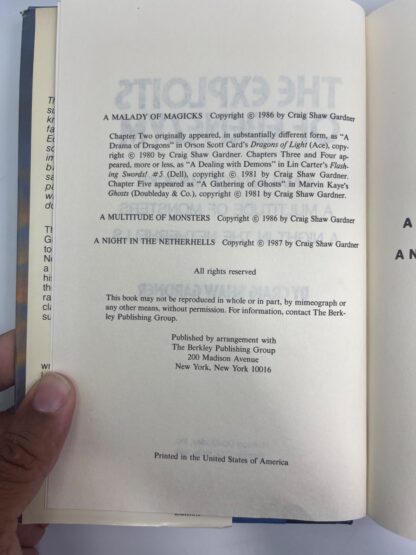 A MALADY OF MAGICKS Copyright © 1986 by Craig Shaw Gardner
Chapter Two originally appeared, in substantially different form, as "A
Drama of Dragons" in Orson Scott Card's Dragons of Light (Ace), copy-
right © 1980 by Craig Shaw Gardner. Chapters Three and Four ap-
peared, more or less, as "A Dealing with Demons" in Lin Carter's Flash-
ing Swords! #5 (Dell), copyright © 1981 by Craig Shaw Gardner.
Chapter Five appeared as "A Gathering of Ghosts" in Marvin Kaye's
Ghosts (Doubleday & Co.), copyright © 1981 by Craig Shaw Gardner.
A MULTITUDE OF MONSTERS Copyright © 1986 by Craig Shaw Gardner
A NIGHT IN THE NETHERHELLS Copyright © 1987 by Craig Shaw Gardner
All rights reserved
This book may not be reproduced in whole or in part, by mimeograph or
any other means, without permission. For information, contact The Berk-
ley Publishing Group.
Published by arrangement with
The Berkley Publishing Group
200 Madison Avenue
New York, New York 10016
Printed in the United States of America